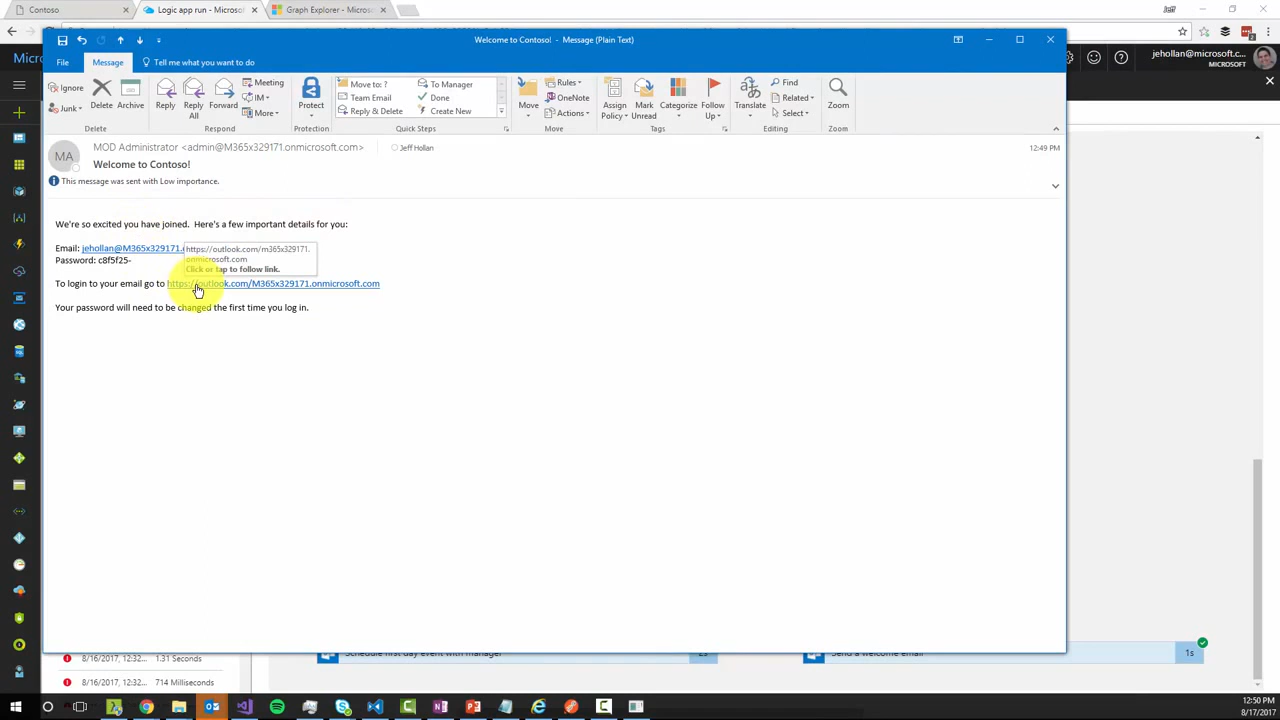 Contoso
Logic app run - Microsof
Graph Explorer - Microso
Jeff
Welcome to Contoso! - Message (Plain Text)
File
Message
Tell me what you want to do
jehollan@microsoft.c...
MICROSOFT
Ignore
Junk
Delete
Archive
Reply
Reply All
Forward
Meeting
IM
More
Protect
Move to: ?
To Manager
Team Email
Done
Reply & Delete
Create New
Move
Rules
OneNote
Actions
Assign Policy
Mark Unread
Categorize
Follow Up
Translate
Find
Related
Select
Zoom
Delete
Respond
Protection
Quick Steps
Move
Tags
Editing
Zoom
MA
MOD Administrator <admin@M365x329171.onmicrosoft.com>
Jeff Hollan
12:49 PM
Welcome to Contoso!
This message was sent with Low importance.
We're so excited you have joined.  Here's a few important details for you:
Email: jehollan@M365x329171.
Password: c8f5f25-
https://outlook.com/m365x329171.
onmicrosoft.com
Click or tap to follow link.
To login to your email go to https://outlook.com/M365x329171.onmicrosoft.com
Your password will need to be changed the first time you log in.
8/16/2017, 12:32... 1.31 Seconds
Schedule first day event with manager
Send a welcome email
1s
8/16/2017, 12:32... 714 Milliseconds
12:50 PM
8/17/2017